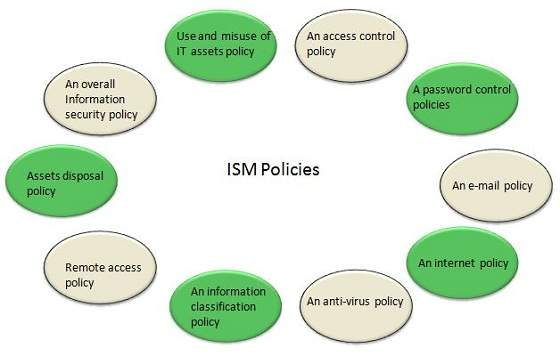 Use and misuse of
IT assets policy
An access control
policy
A password control
policies
An e-mail policy
An internet policy
An anti-virus policy
An information
classification
policy
Remote access
policy
Assets disposal
policy
An overall
Information
security policy
ISM Policies